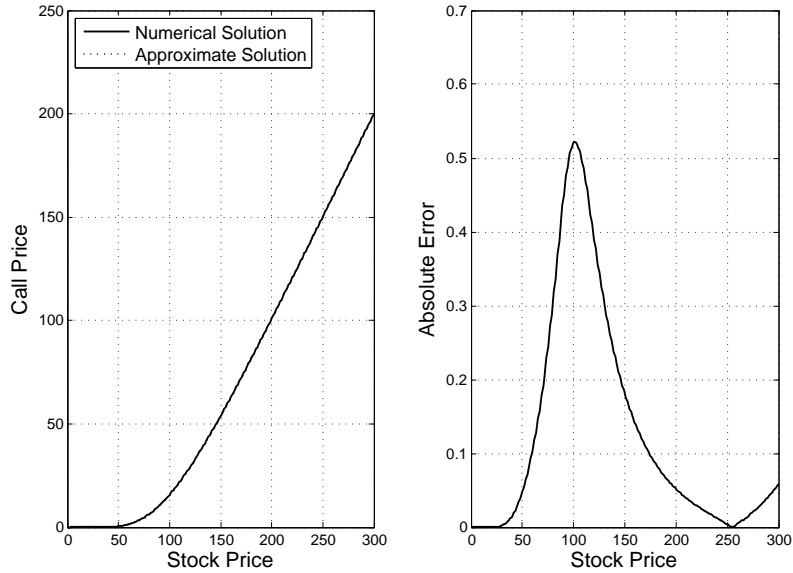 Numerical Solution
Approximate Solution
250
200
150
100
50
0
Call Price
0 50 100 150 200 250 300
Stock Price
0.7
0.6
0.5
0.4
0.3
0.2
0.1
0
Absolute Error
0 50 100 150 200 250 300
Stock Price